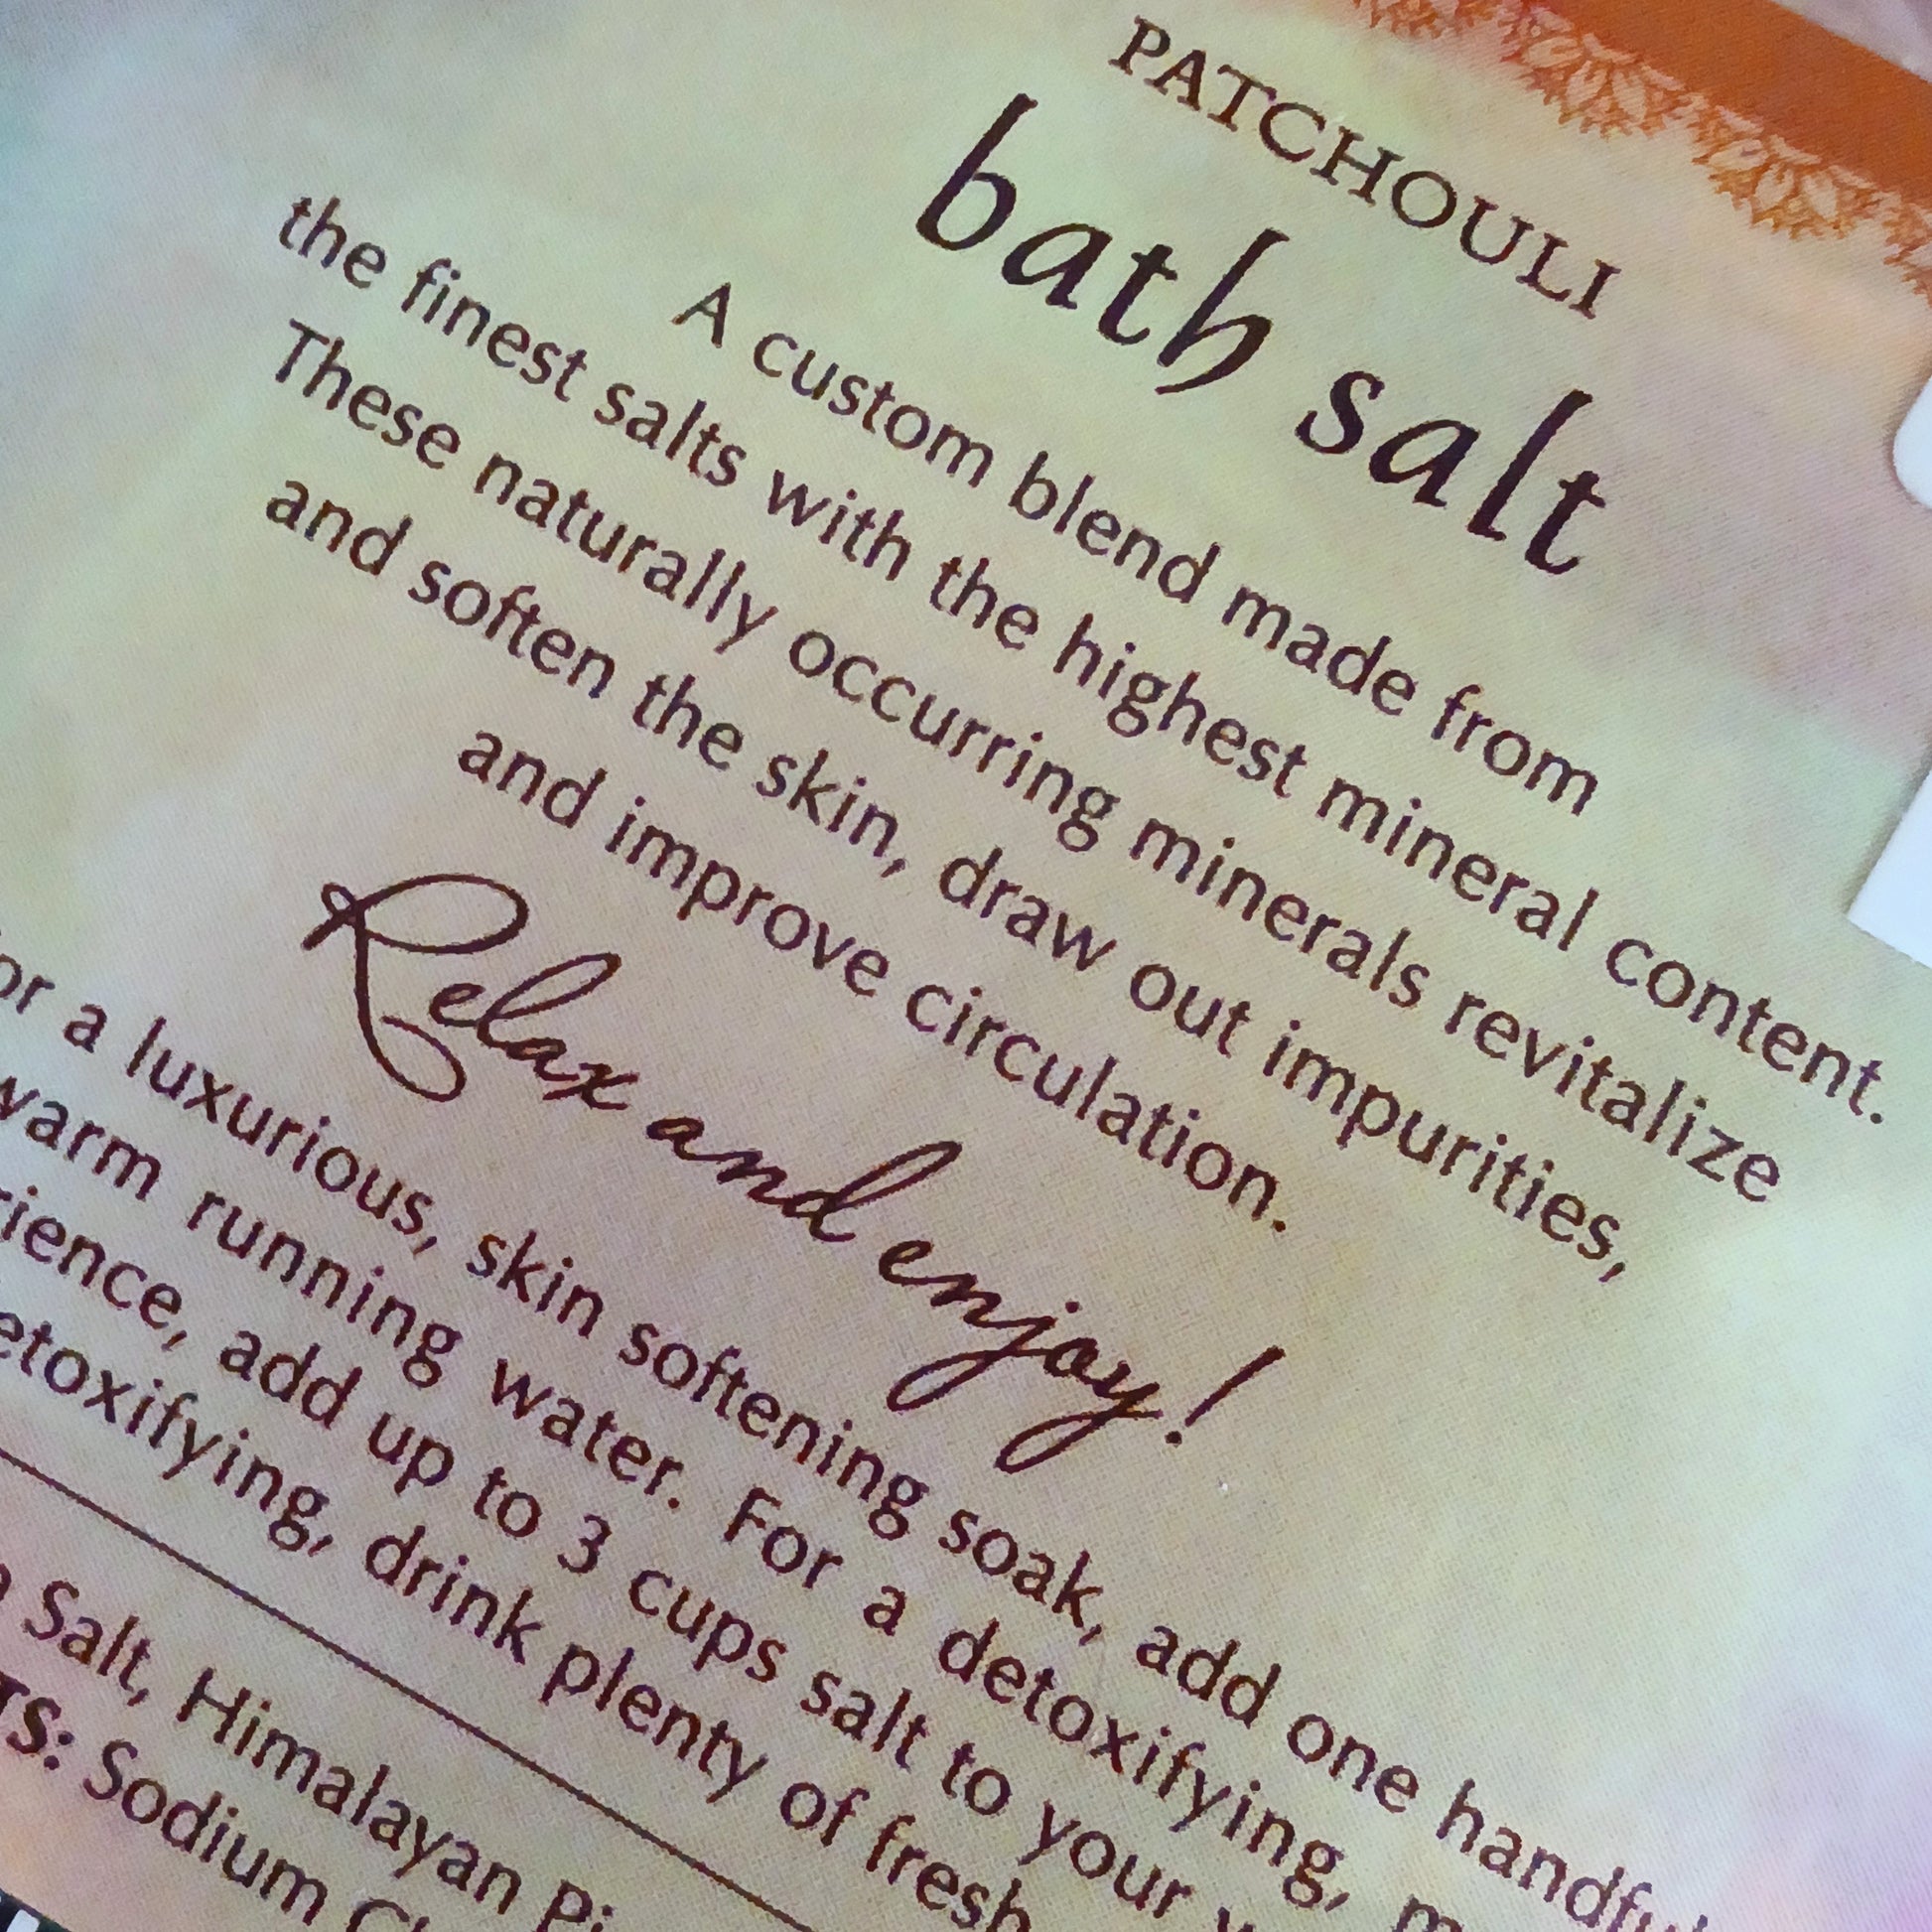 PATCHOULI
bath salt
A custom blend made from
the finest salts with the highest mineral content.
These naturally occurring minerals revitalize
and soften the skin, draw out impurities,
and improve circulation.
Relax and enjoy!
a luxurious, skin softening soak, add one
running water. For a detoxifying,
add up to 3 cups salt to your
drink plenty of fresh
Salt, Himalayan
Sodium